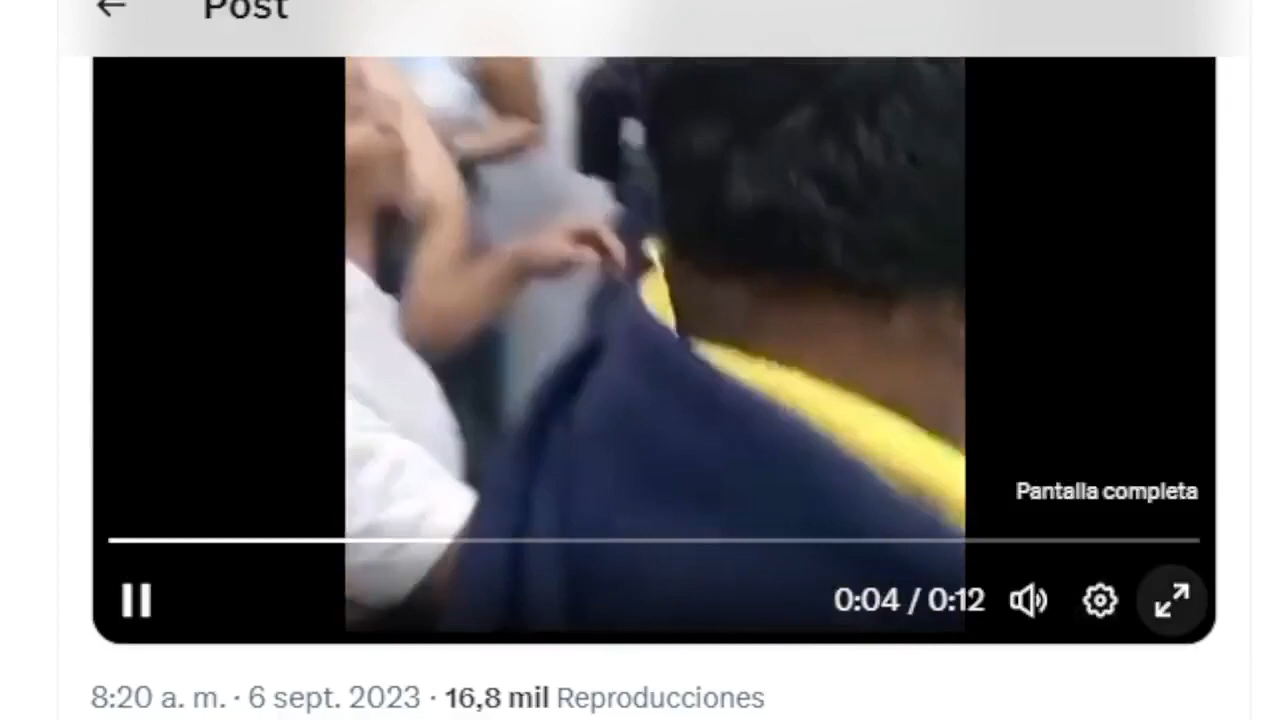 Post
Pantalla completa
0:04 / 0:12
8:20 a. m. · 6 sept. 2023 · 16,8 mil Reproducciones